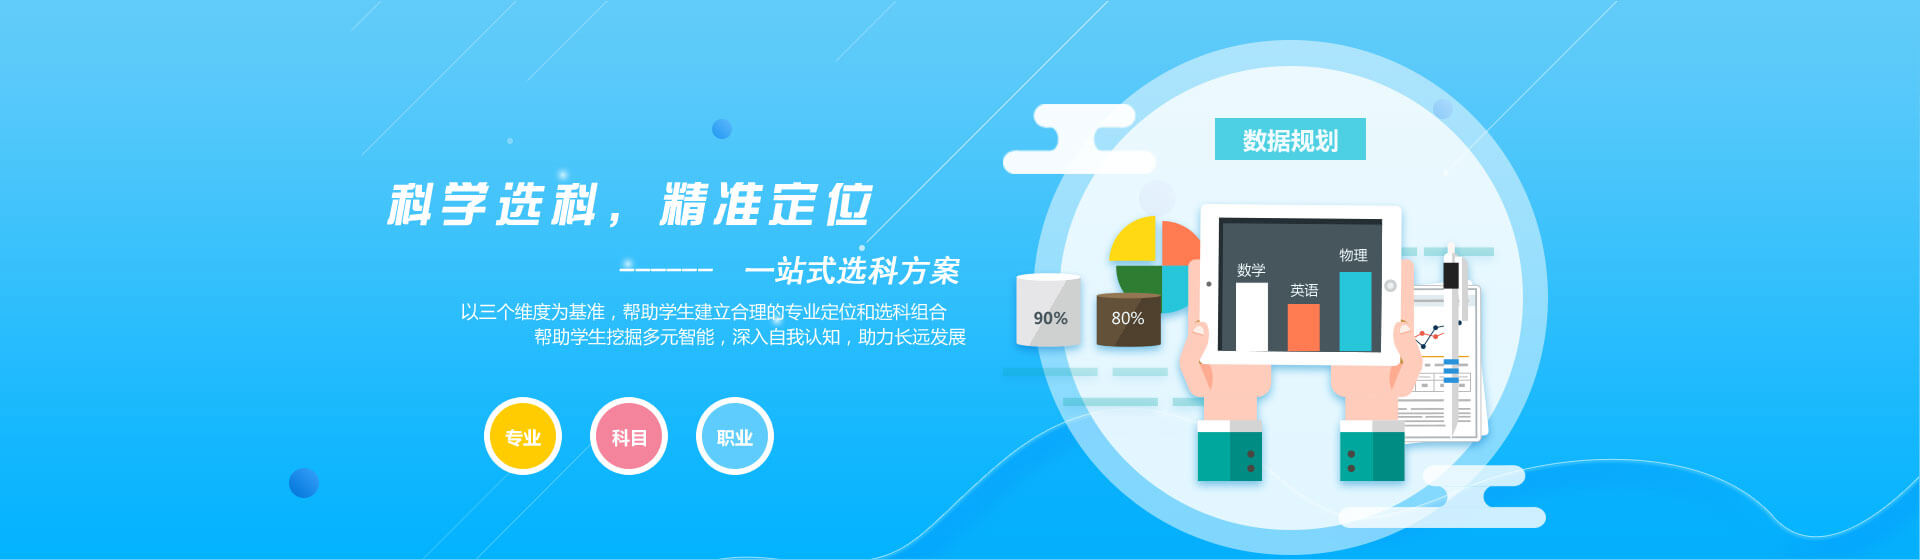 科学选科，精准定位
------ 一站式选科方案
以三个维度为基准，帮助学生建立合理的专业定位和选科组合
帮助学生挖掘多元智能，深入自我认知，助力长远发展
专业
科目
职业
数据规划
数学
英语
物理
90%
80%